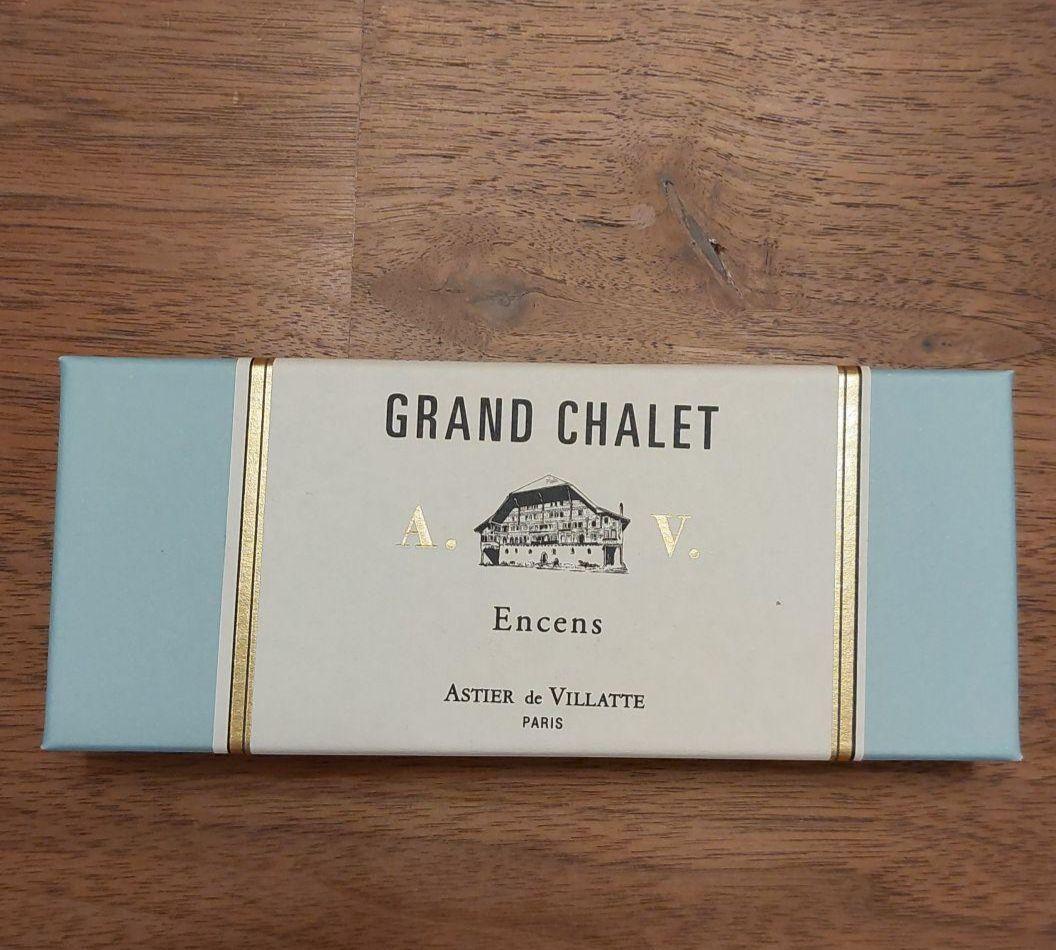 GRAND CHALET
A. V.
Encens
ASTIER de VILLATTE
PARIS